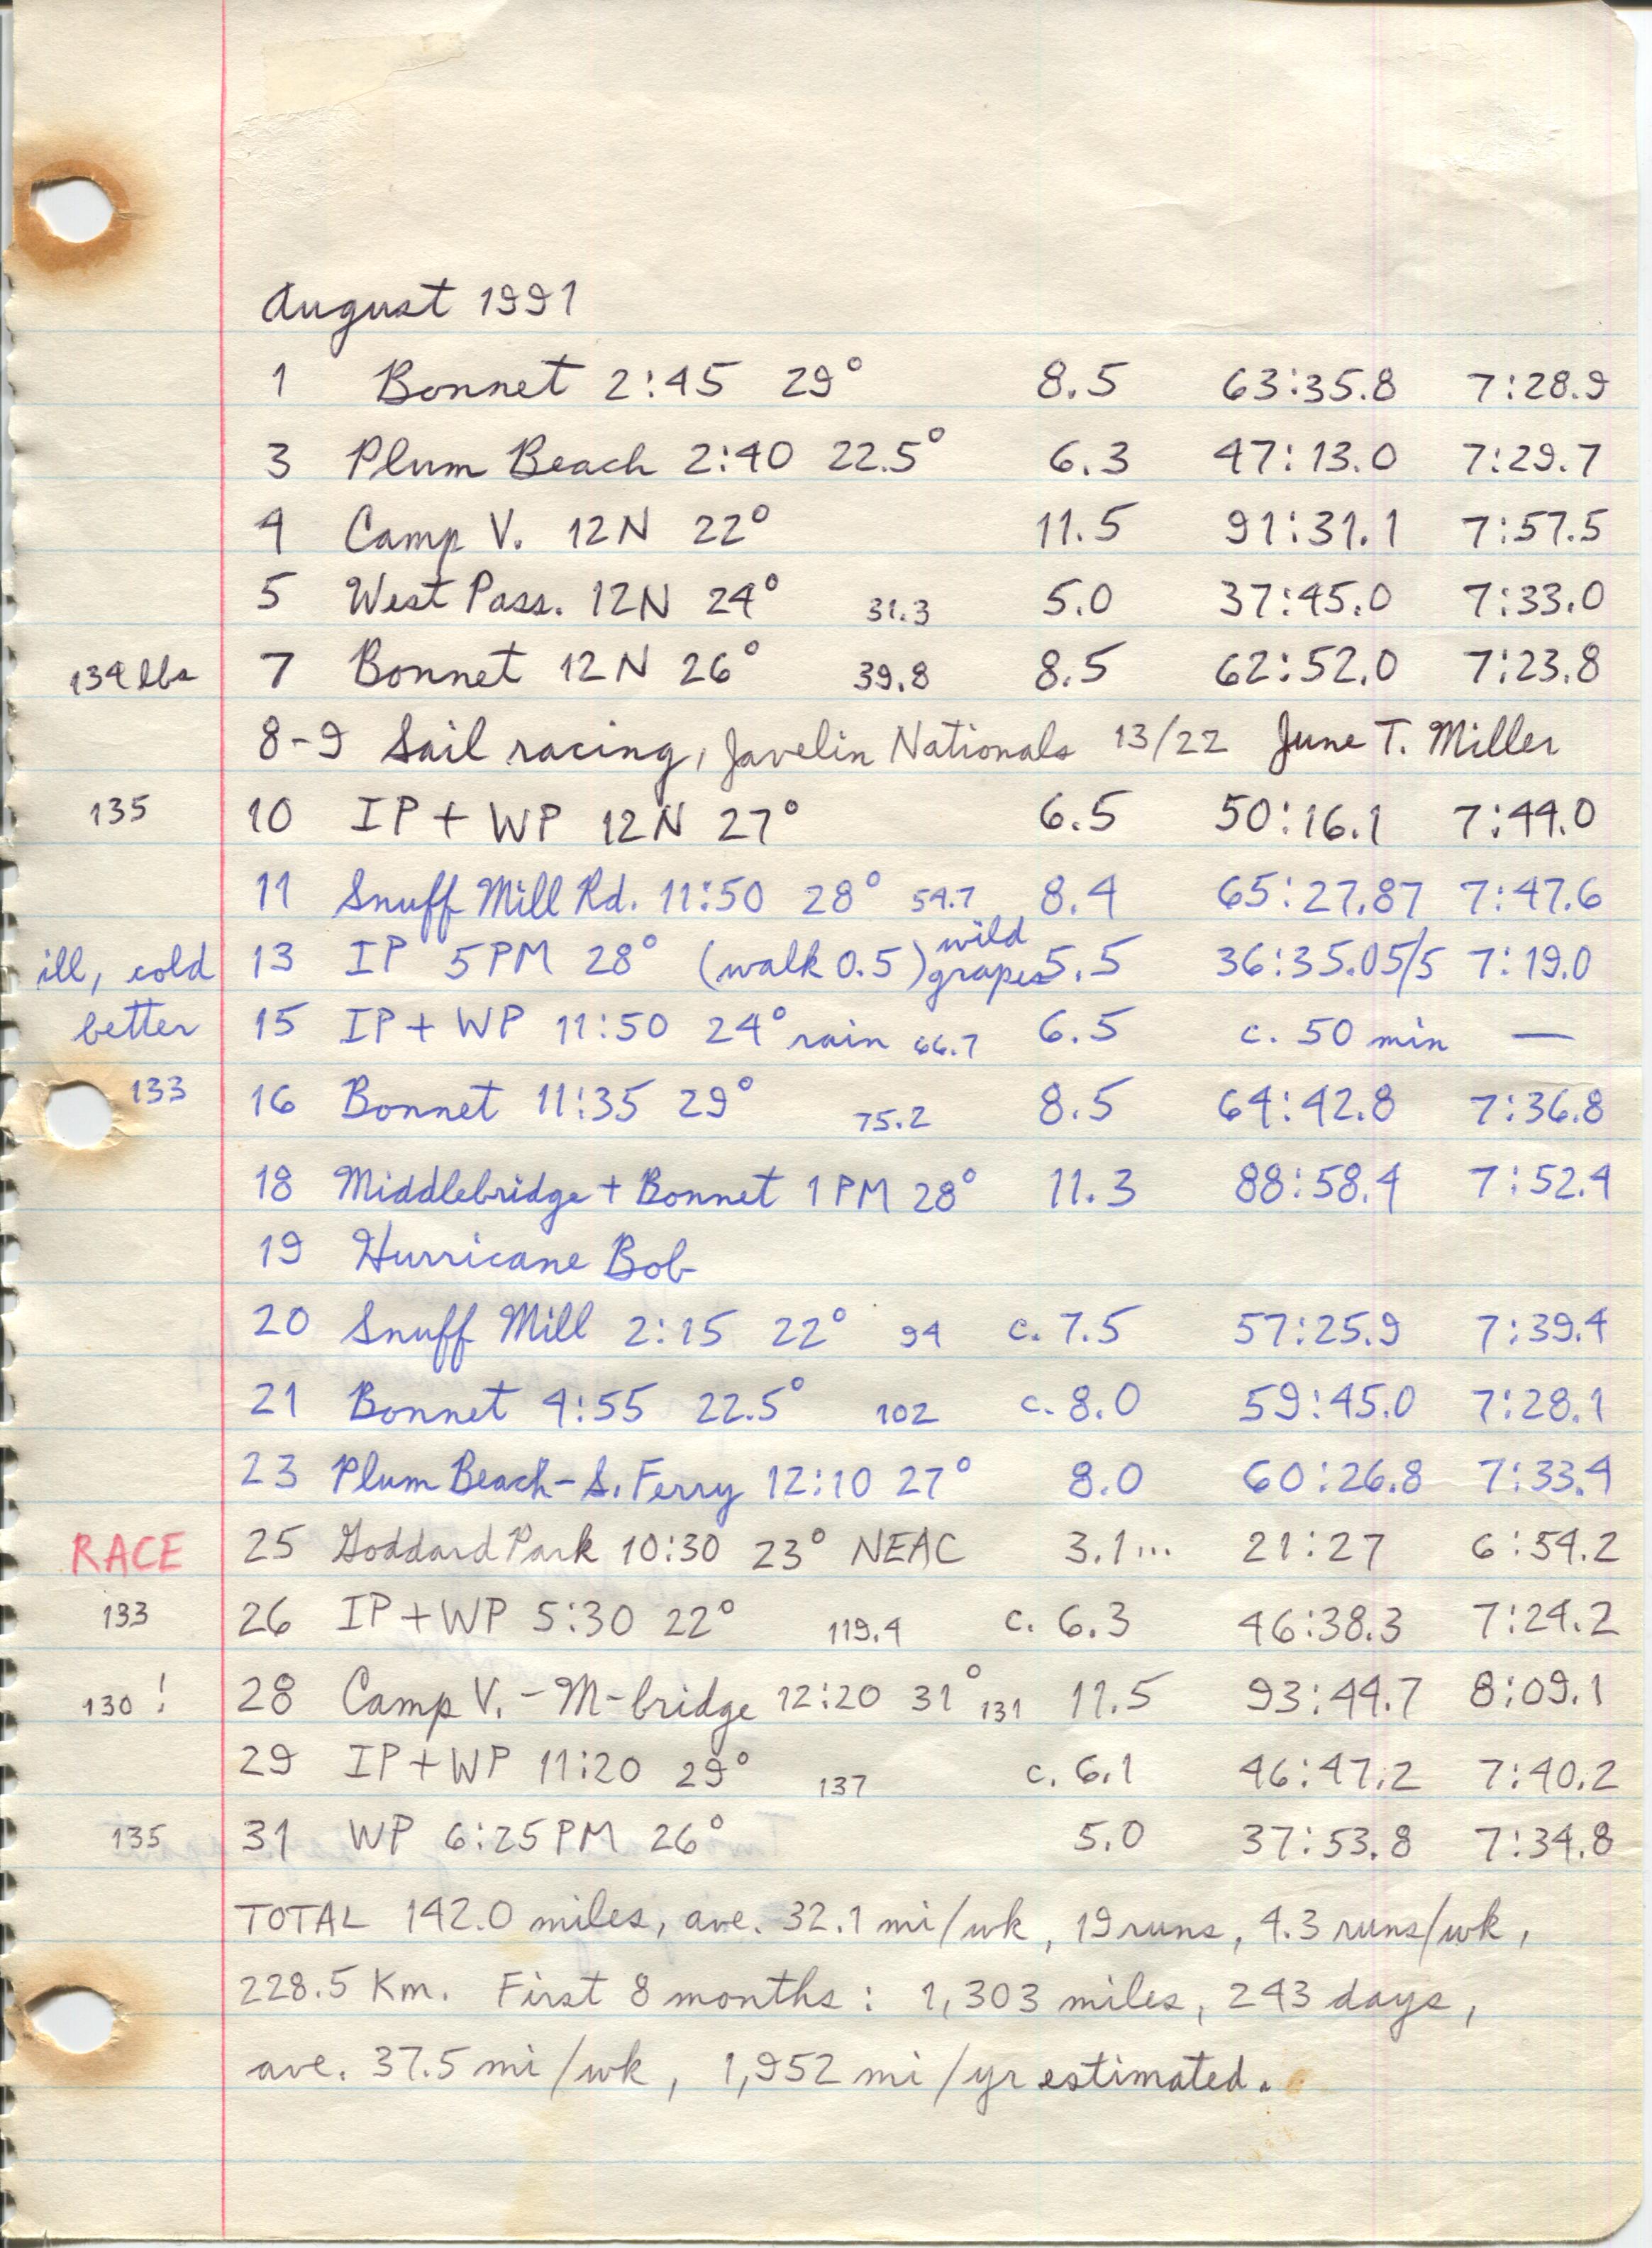 August 1991
1 Bonnet 2:45 29° 8.5 63:35.8 7:28.9
3 Plum Beach 2:40 22.5° 6.3 47:13.0 7:29.7
4 Camp V. 12N 22° 11.5 91:31.1 7:57.5
5 West Pass. 12N 24° 31.3 5.0 37:45.0 7:33.0
134 lbs 7 Bonnet 12N 26° 39.8 8.5 62:52.0 7:23.8
8-9 Sail racing, Javelin Nationals 13/22 June T. Miller
135 10 IP + WP 12N 27° 6.5 50:16.1 7:44.0
11 Snuff Mill Rd. 11:50 28° 54.7 8.4 65:27.87 7:47.6
ill, cold 13 IP 5PM 28° (walk 0.5) wild grapes 5.5 36:35.05/5 7:19.0
better 15 IP + WP 11:50 24° rain 66.7 6.5 c. 50 min —
133 16 Bonnet 11:35 29° 75.2 8.5 64:42.8 7:36.8
18 Middlebridge + Bonnet 1PM 28° 11.3 88:58.4 7:52.4
19 Hurricane Bob
20 Snuff Mill 2:15 22° 94 c. 7.5 57:25.9 7:39.4
21 Bonnet 4:55 22.5° 102 c. 8.0 59:45.0 7:28.1
23 Plum Beach-S. Ferry 12:10 27° 8.0 60:26.8 7:33.4
RACE 25 Goddard Park 10:30 23° NEAC 3.1... 21:27 6:54.2
133 26 IP + WP 5:30 22° 119.4 c. 6.3 46:38.3 7:24.2
130 ! 28 Camp V. - M-bridge 12:20 31° 131 11.5 93:44.7 8:09.1
29 IP + WP 11:20 29° 137 c. 6.1 46:47.2 7:40.2
135 31 WP 6:25PM 26° 5.0 37:53.8 7:34.8
TOTAL 142.0 miles, ave. 32.1 mi/wk, 19 runs, 4.3 runs/wk,
228.5 Km. First 8 months: 1,303 miles, 243 days,
ave. 37.5 mi/wk, 1,952 mi/yr estimated.